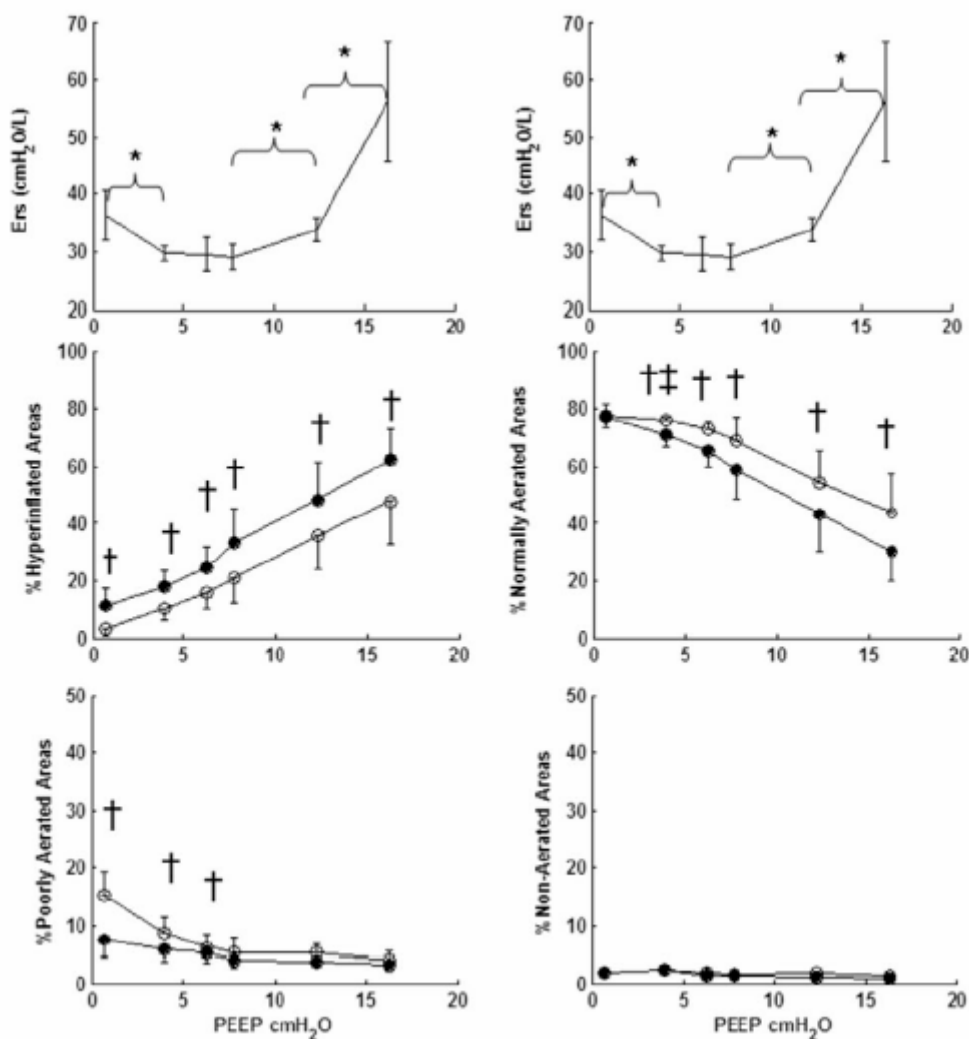 70
60
50
40
30
20
Ers (cmH₂O/L)
* * *
0 5 10 15 20
70
60
50
40
30
20
Ers (cmH₂O/L)
* * *
0 5 10 15 20
100
80
60
40
20
0
% Hyperinflated Areas
† † † † † †
0 5 10 15 20
100
80
60
40
20
0
% Normally Aerated Areas
† ‡ † † † †
0 5 10 15 20
50
40
30
20
10
0
% Poorly Aerated Areas
† † †
0 5 10 15 20
PEEP cmH₂O
50
40
30
20
10
0
% Non-Aerated Areas
0 5 10 15 20
PEEP cmH₂O